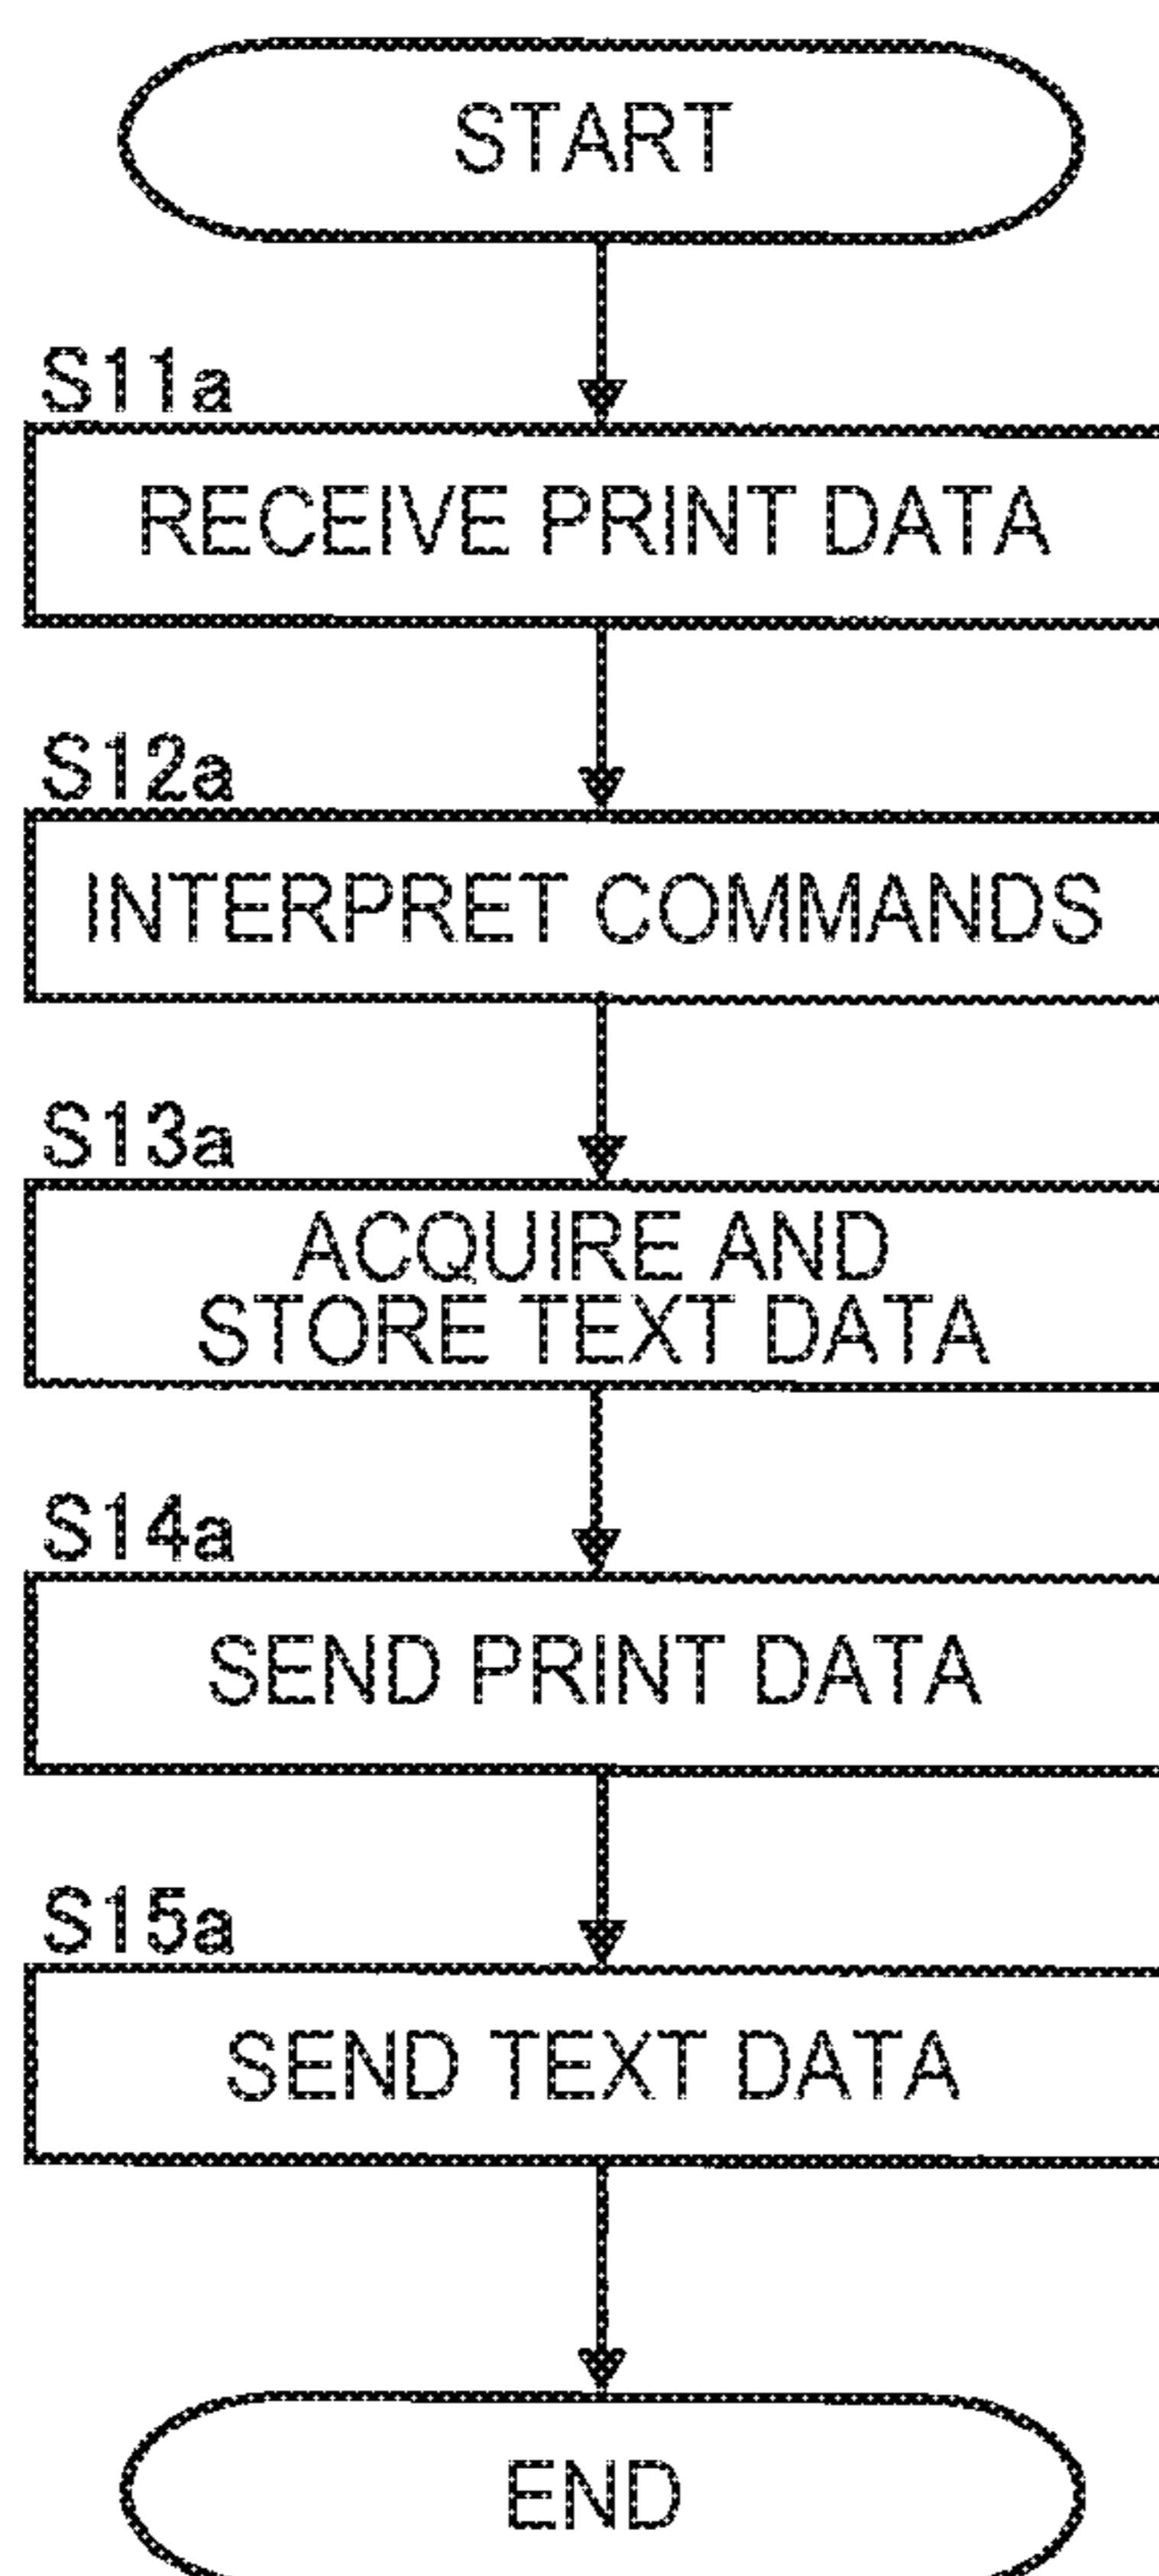 START
S11a
RECEIVE PRINT DATA
S12a
INTERPRET COMMANDS
S13a
ACQUIRE AND
STORE TEXT DATA
S14a
SEND PRINT DATA
S15a
SEND TEXT DATA
END